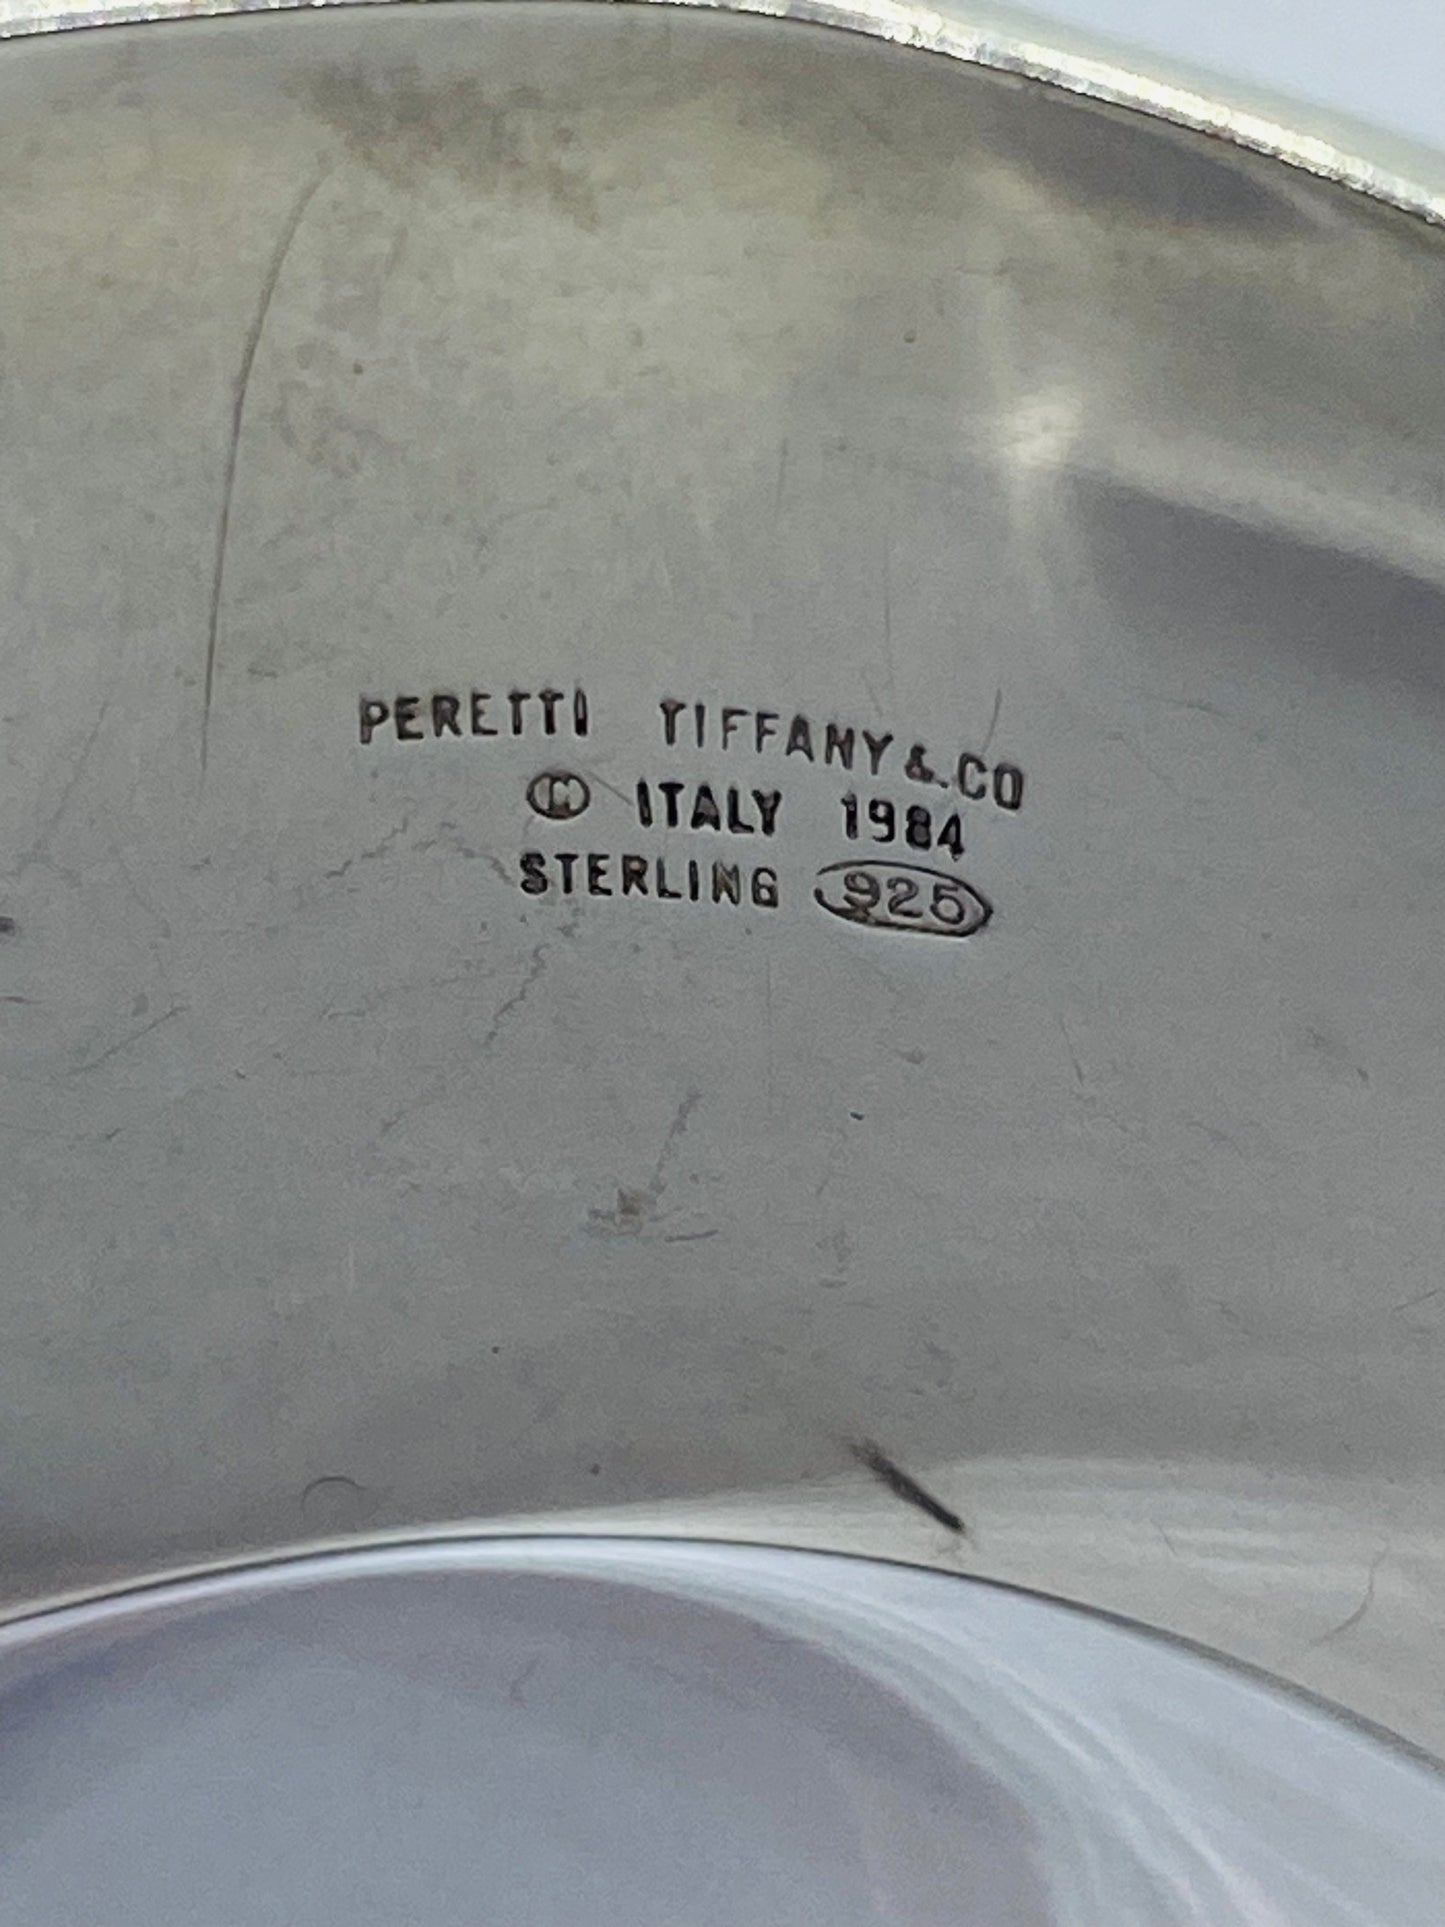 PERETTI TIFFANY & CO
© ITALY 1984
STERLING 925